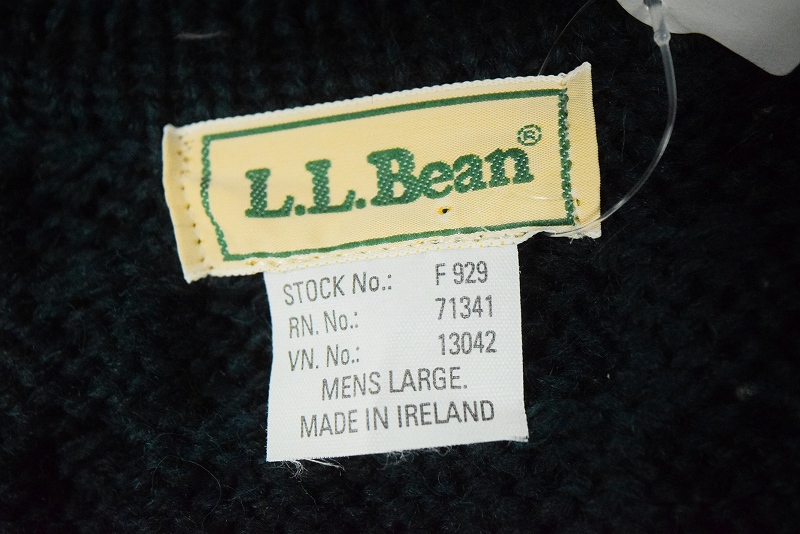 L.L.Bean®
STOCK No.: F 929
RN. No.: 71341
VN. No.: 13042
MENS LARGE.
MADE IN IRELAND